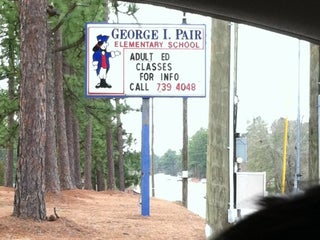 GEORGE I. PAIR
ELEMENTARY SCHOOL
ADULT ED
CLASSES
FOR INFO
CALL 739 4048